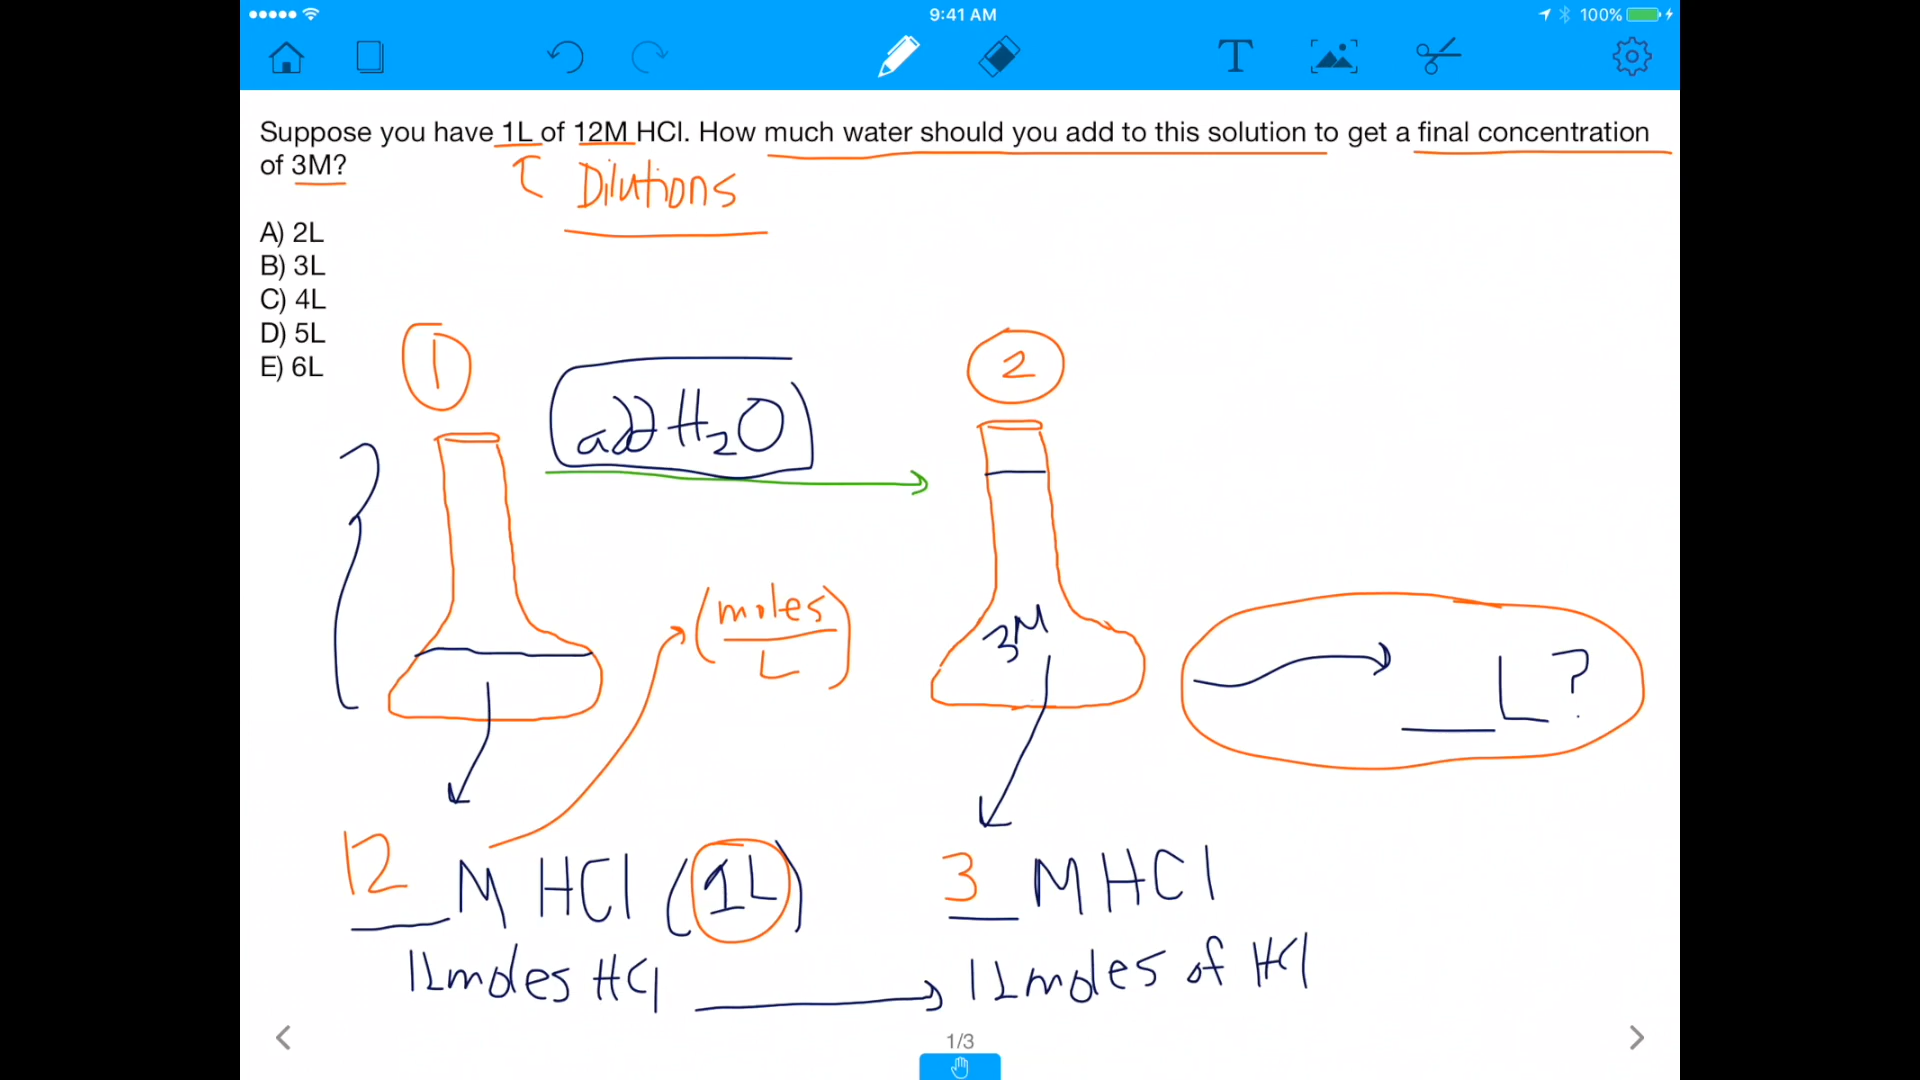 9:41 AM
100%
T
Suppose you have 1L of 12M HCl. How much water should you add to this solution to get a final concentration
of 3M?
Dilutions
A) 2L
B) 3L
C) 4L
D) 5L
E) 6L
1
2
add H₂O
(moles/L)
3M
__L?
12 M HCl (1L)
3 M HCl
12 moles HCl
12 moles of HCl
1/3